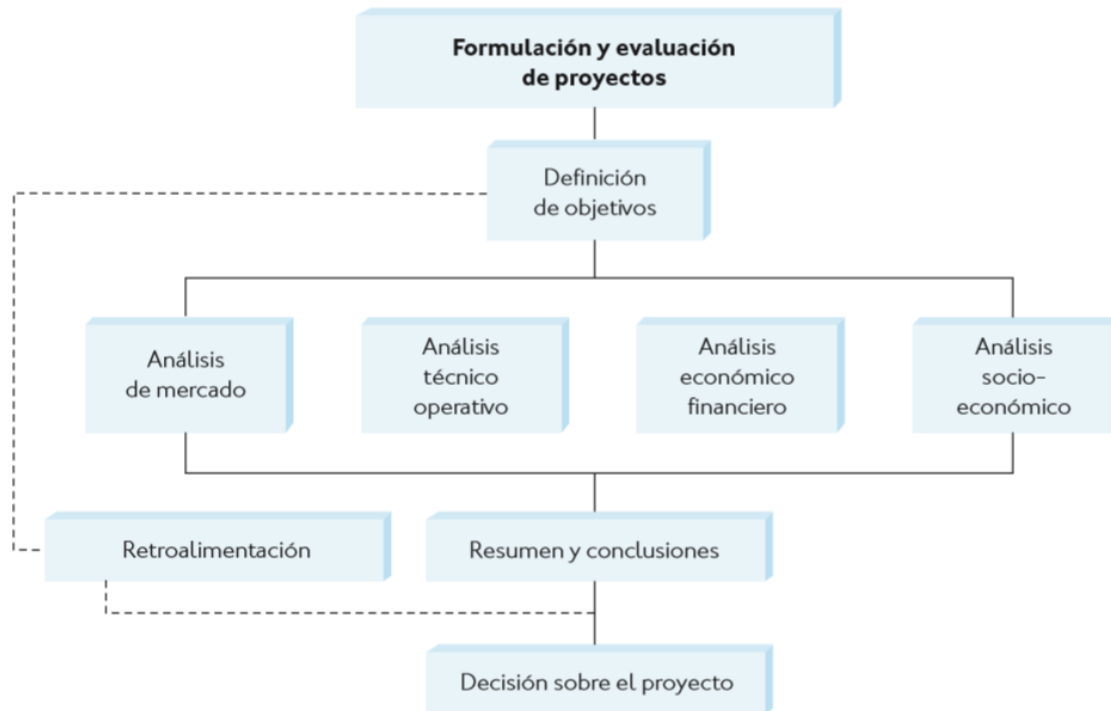 Formulación y evaluación
de proyectos
Definición
de objetivos
Análisis
de mercado
Análisis
técnico
operativo
Análisis
económico
financiero
Análisis
socio-
económico
Retroalimentación
Resumen y conclusiones
Decisión sobre el proyecto